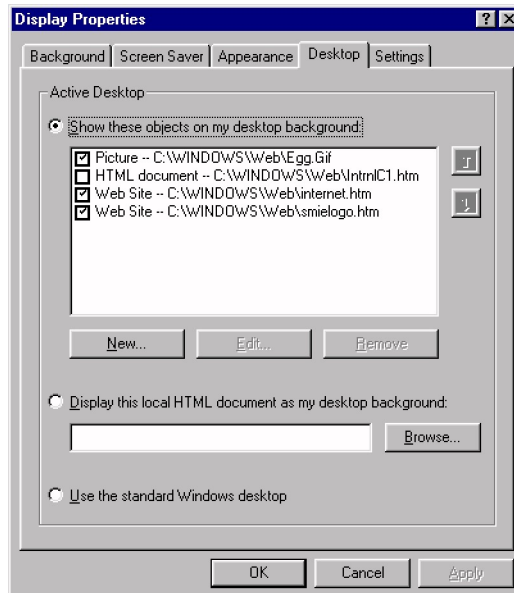 Display Properties
Background Screen Saver Appearance Desktop Settings
Active Desktop
Show these objects on my desktop background:
Picture -- C:\WINDOWS\Web\Egg.Gif
HTML document -- C:\WINDOWS\Web\IntrnlC1.htm
Web Site -- C:\WINDOWS\Web\internet.htm
Web Site -- C:\WINDOWS\Web\smielogo.htm
New... Edit... Remove
Display this local HTML document as my desktop background:
Browse...
Use the standard Windows desktop
OK Cancel Apply